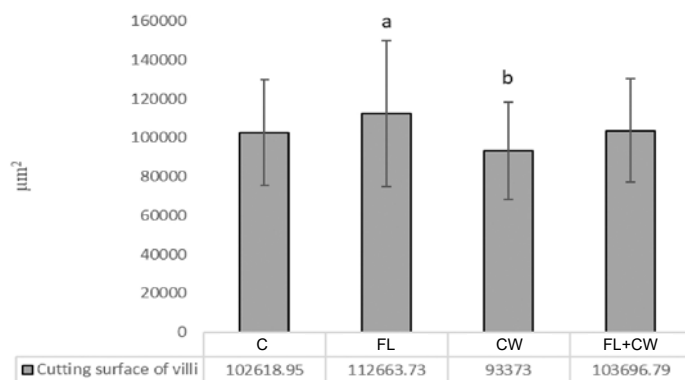 160000
a
140000
120000
b
100000
80000
60000
40000
20000
0
μm²
C FL CW FL+CW
Cutting surface of villi 102618.95 112663.73 93373 103696.79